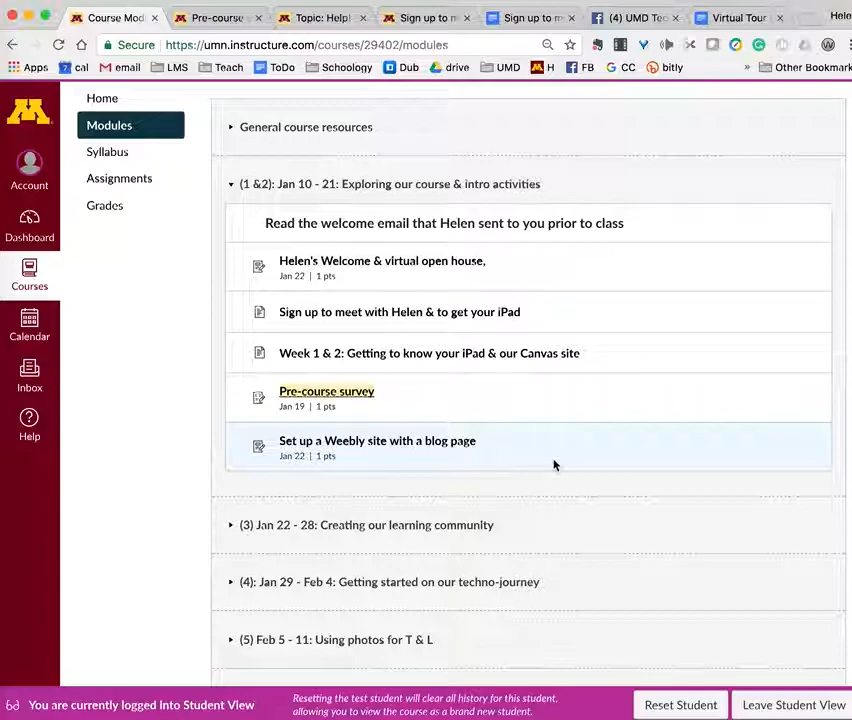 Course Mod
Pre-course
Topic: Help!
Sign up to m
Sign up to m
(4) UMD Tec
Virtual Tour
Hele
Secure
https://umn.instructure.com/courses/29402/modules
Apps
7
cal
email
LMS
Teach
ToDo
Schoology
Dub
drive
UMD
H
FB
CC
bitly
»
Other Bookmark
Home
Modules
Syllabus
Assignments
Grades
Account
Dashboard
Courses
Calendar
Inbox
Help
General course resources
(1 &2): Jan 10 - 21: Exploring our course & intro activities
Read the welcome email that Helen sent to you prior to class
Helen's Welcome & virtual open house,
Jan 22 | 1 pts
Sign up to meet with Helen & to get your iPad
Week 1 & 2: Getting to know your iPad & our Canvas site
Pre-course survey
Jan 19 | 1 pts
Set up a Weebly site with a blog page
Jan 22 | 1 pts
(3) Jan 22 - 28: Creating our learning community
(4): Jan 29 - Feb 4: Getting started on our techno-journey
(5) Feb 5 - 11: Using photos for T & L
You are currently logged into Student View
Resetting the test student will clear all history for this student,
allowing you to view the course as a brand new student.
Reset Student
Leave Student View